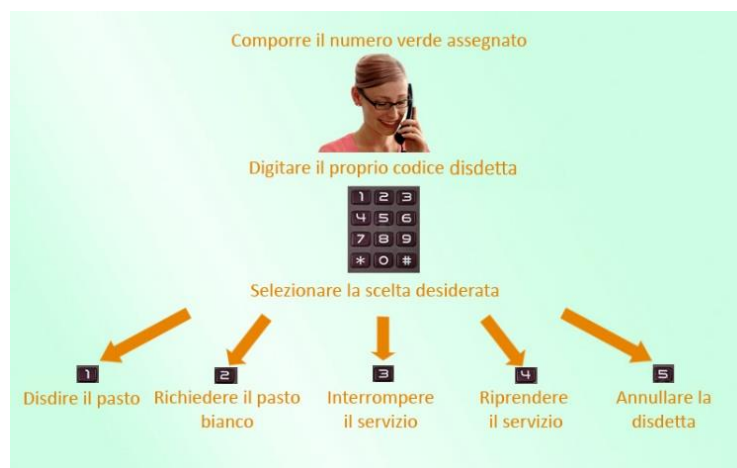 Comporre il numero verde assegnato
Digitare il proprio codice disdetta
1 2 3
4 5 6
7 8 9
* 0 #
Selezionare la scelta desiderata
1
Disdire il pasto
2
Richiedere il pasto
bianco
3
Interrompere
il servizio
4
Riprendere
il servizio
5
Annullare la
disdetta